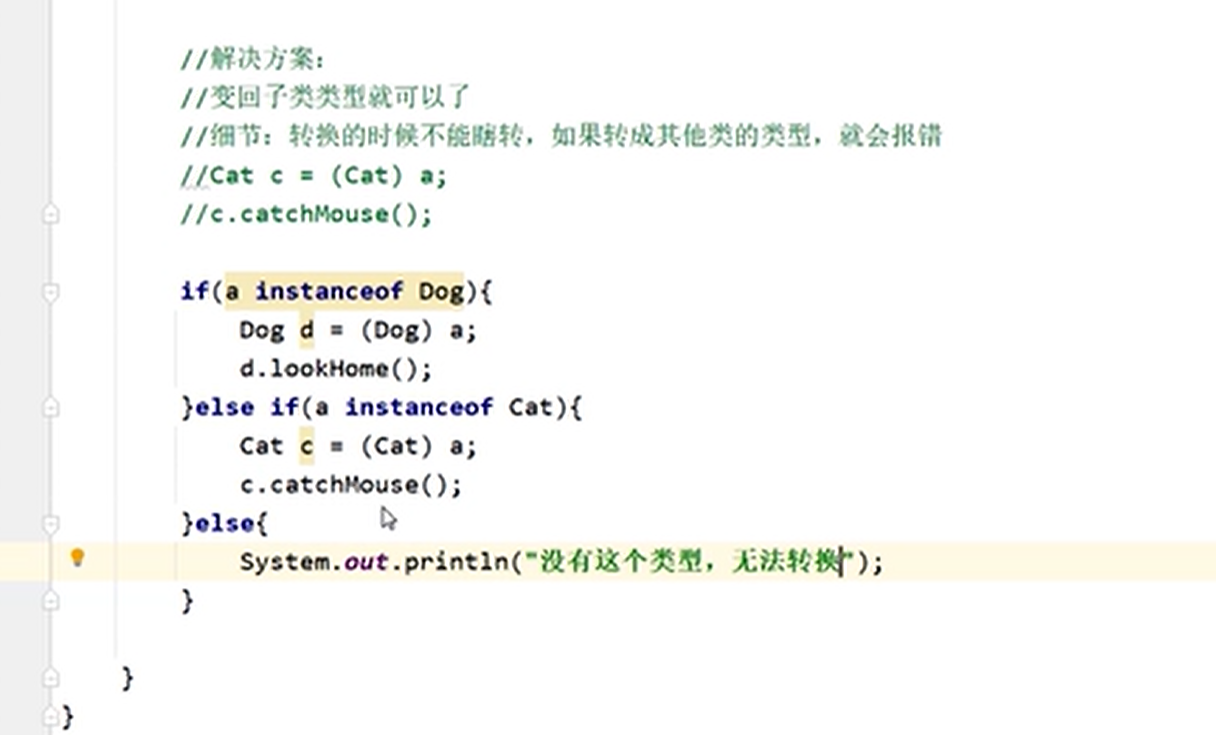 //解决方案：
//变回子类类型就可以了
//细节：转换的时候不能瞎转，如果转成其他类的类型，就会报错
//Cat c = (Cat) a;
//c.catchMouse();
if(a instanceof Dog){
Dog d = (Dog) a;
d.lookHome();
}else if(a instanceof Cat){
Cat c = (Cat) a;
c.catchMouse();
}else{
System.out.println("没有这个类型，无法转换");
}
}
}